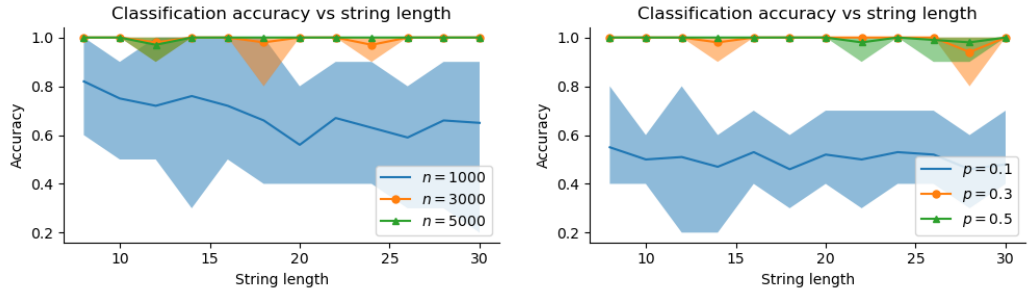 Classification accuracy vs string length
Accuracy
1.0
0.8
0.6
0.4
0.2
10
15
20
25
30
String length
n = 1000
n = 3000
n = 5000
Classification accuracy vs string length
Accuracy
1.0
0.8
0.6
0.4
0.2
10
15
20
25
30
String length
p = 0.1
p = 0.3
p = 0.5